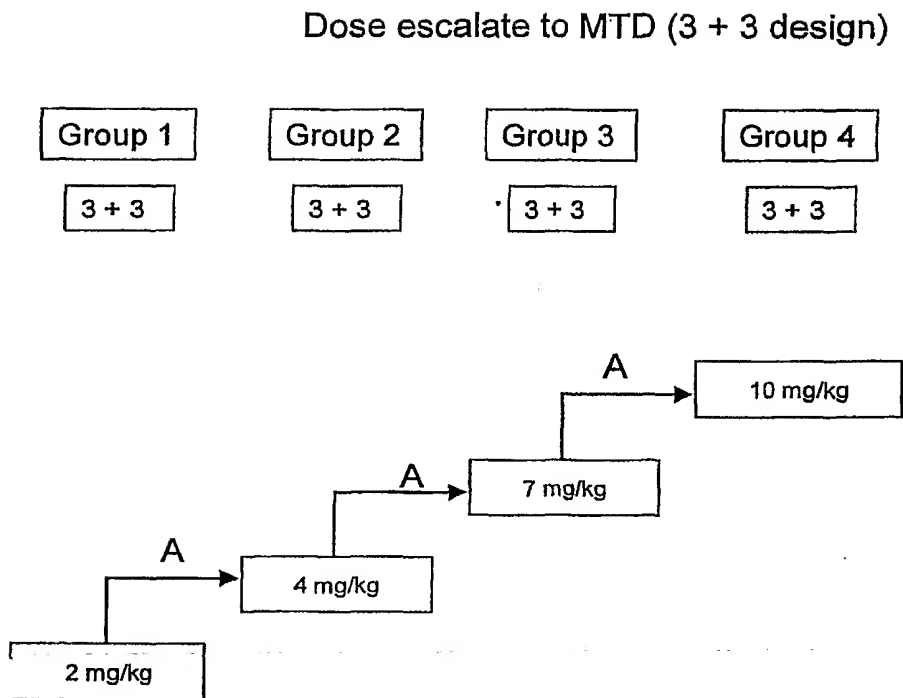 Dose escalate to MTD (3 + 3 design)
Group 1 Group 2 Group 3 Group 4
3 + 3 3 + 3 3 + 3 3 + 3
A 10 mg/kg
A 7 mg/kg
A 4 mg/kg
2 mg/kg